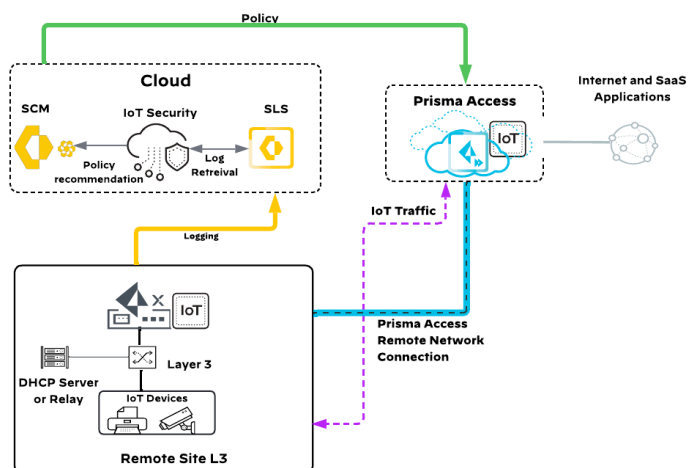 Policy
Cloud
SCM
IoT Security
SLS
Policy
recommendation
Log
Retreival
Prisma Access
IoT
Internet and SaaS
Applications
IoT Traffic
Logging
X
IoT
Prisma Access
Remote Network
Connection
Layer 3
DHCP Server
or Relay
IoT Devices
Remote Site L3